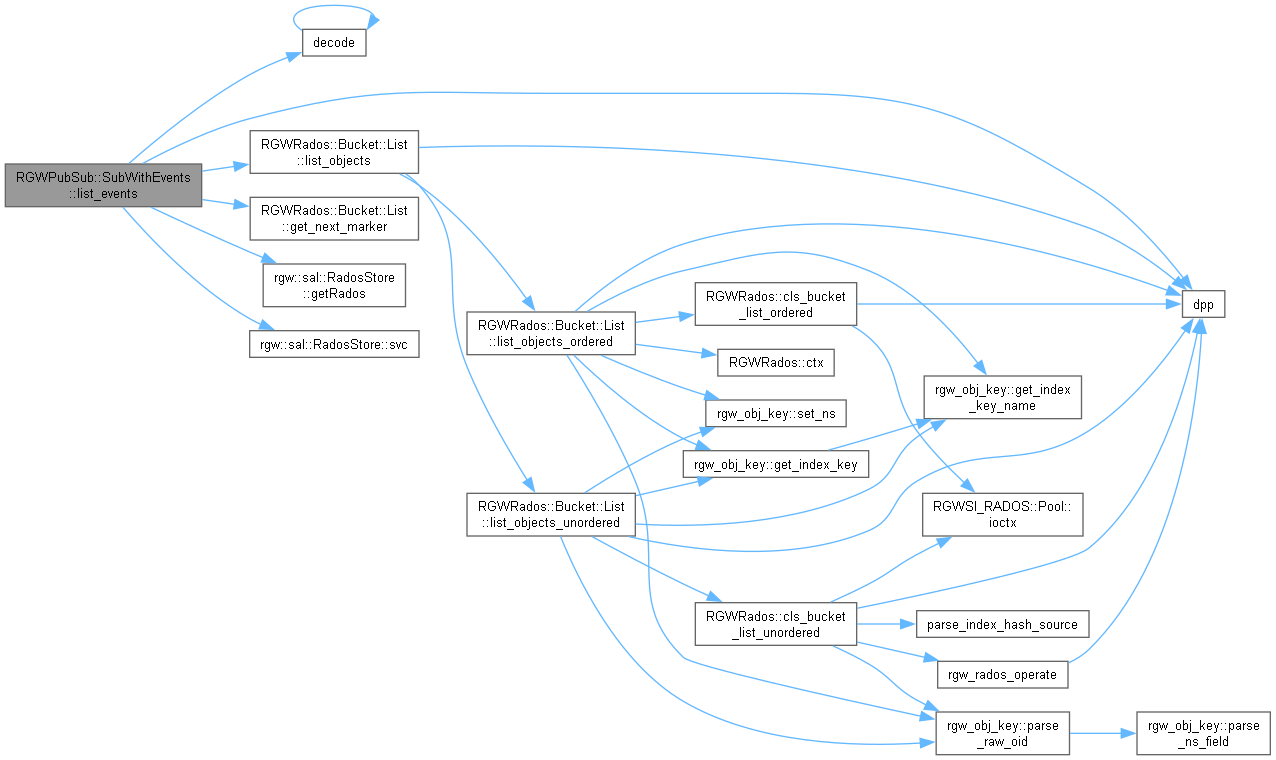 decode
RGWPubSub::SubWithEvents
::list_events
RGWRados::Bucket::List
::list_objects
RGWRados::Bucket::List
::get_next_marker
rgw::sal::RadosStore
::getRados
rgw::sal::RadosStore::svc
RGWRados::Bucket::List
::list_objects_ordered
RGWRados::Bucket::List
::list_objects_unordered
RGWRados::cls_bucket
_list_ordered
RGWRados::ctx
rgw_obj_key::set_ns
rgw_obj_key::get_index_key
RGWRados::cls_bucket
_list_unordered
rgw_obj_key::get_index
_key_name
RGWSI_RADOS::Pool::
ioctx
parse_index_hash_source
rgw_rados_operate
rgw_obj_key::parse
_raw_oid
dpp
rgw_obj_key::parse
_ns_field